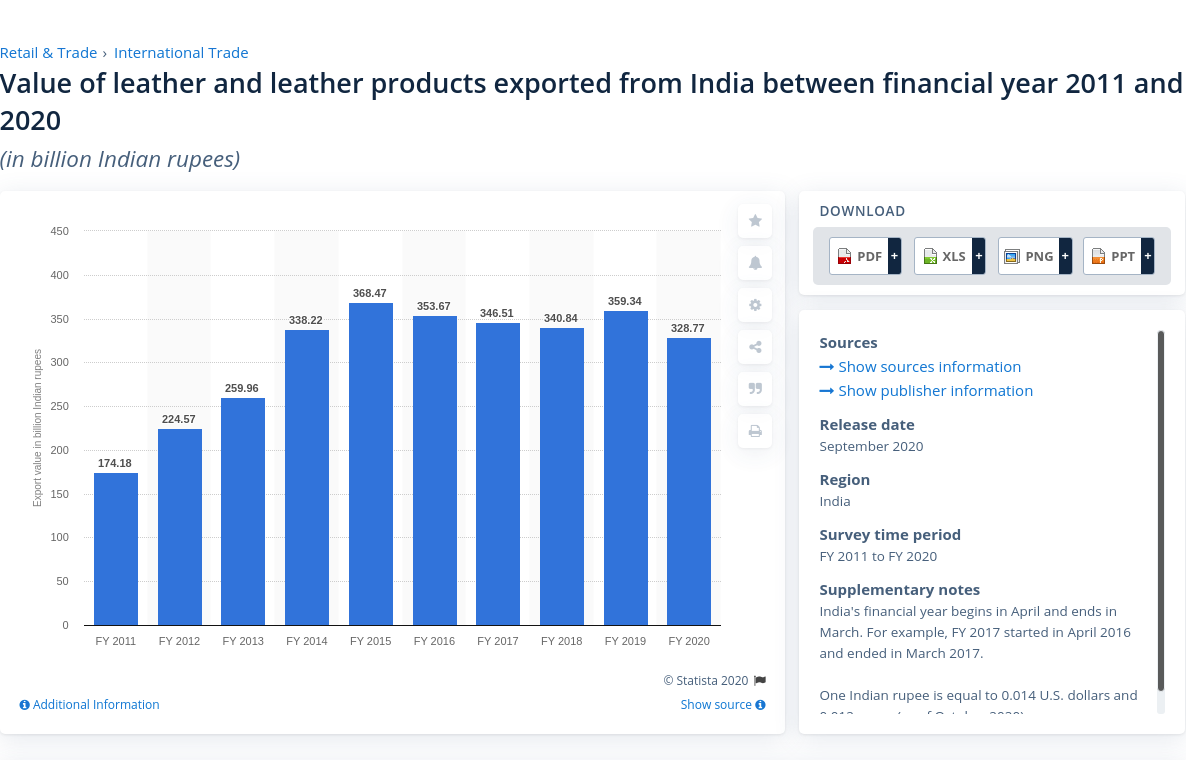 Retail & Trade › International Trade
Value of leather and leather products exported from India between financial year 2011 and
2020
(in billion Indian rupees)
450
400
350
300
250
200
150
100
50
0
Export value in billion Indian rupees
174.18
224.57
259.96
338.22
368.47
353.67
346.51
340.84
359.34
328.77
FY 2011
FY 2012
FY 2013
FY 2014
FY 2015
FY 2016
FY 2017
FY 2018
FY 2019
FY 2020
© Statista 2020
Additional Information
Show source
DOWNLOAD
PDF +
XLS +
PNG +
PPT +
Sources
Show sources information
Show publisher information
Release date
September 2020
Region
India
Survey time period
FY 2011 to FY 2020
Supplementary notes
India's financial year begins in April and ends in
March. For example, FY 2017 started in April 2016
and ended in March 2017.
One Indian rupee is equal to 0.014 U.S. dollars and